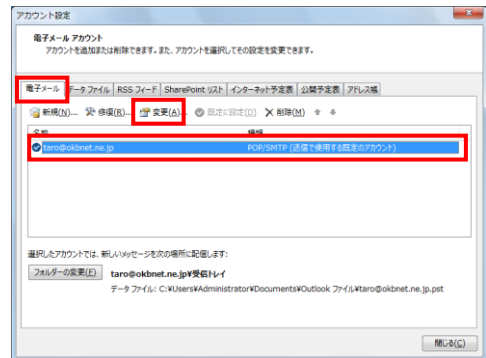 アカウント設定
電子メール アカウント
アカウントを追加または削除できます。また、アカウントを選択してその設定を変更できます。
電子メール データ ファイル RSS フィード SharePoint リスト インターネット予定表 公開予定表 アドレス帳
新規(N)... 修復(R)... 変更(A)... 既定に設定(D) 削除(M)
名前 種類
taro@okbnet.ne.jp POP/SMTP (送信で使用する既定のアカウント)
選択したアカウントでは、新しいメッセージを次の場所に配信します:
フォルダーの変更(F) taro@okbnet.ne.jp¥受信トレイ
データ ファイル: C:¥Users¥Administrator¥Documents¥Outlook ファイル¥taro@okbnet.ne.jp.pst
閉じる(C)